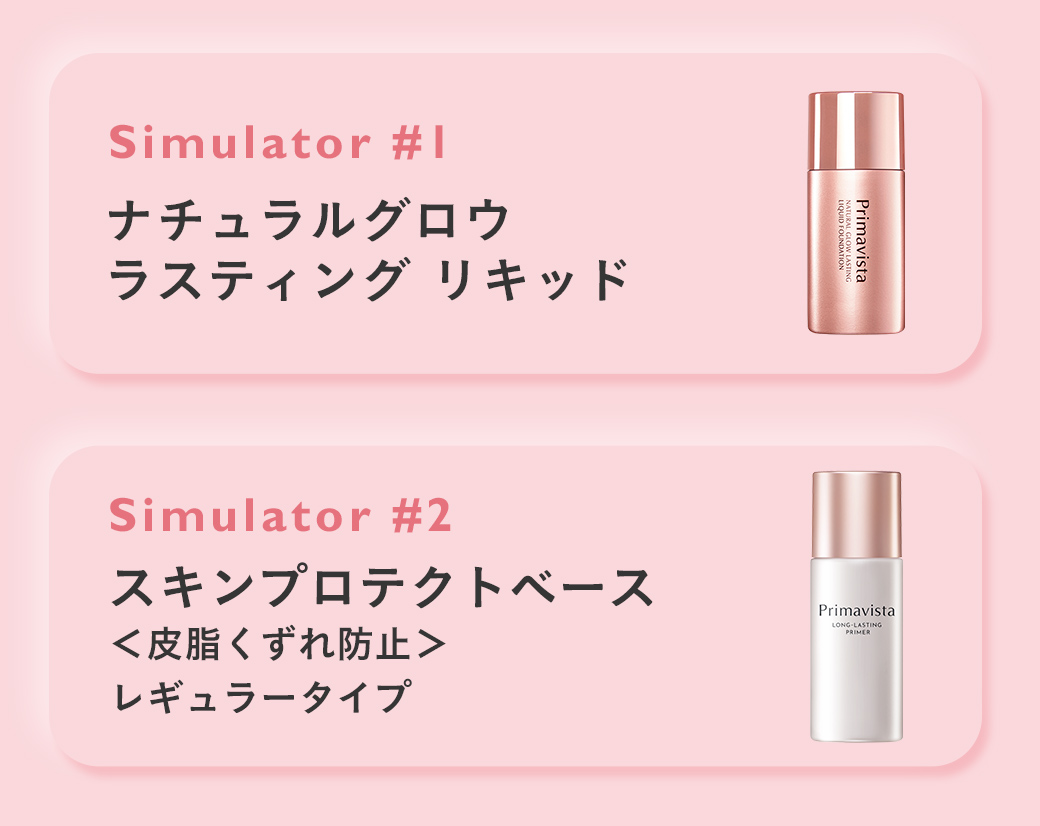 Simulator #1
ナチュラルグロウ
ラスティング リキッド
Primavista
NATURAL GLOW LASTING
LIQUID FOUNDATION
Simulator #2
スキンプロテクトベース
＜皮脂くずれ防止＞
レギュラータイプ
Primavista
LONG-LASTING
PRIMER